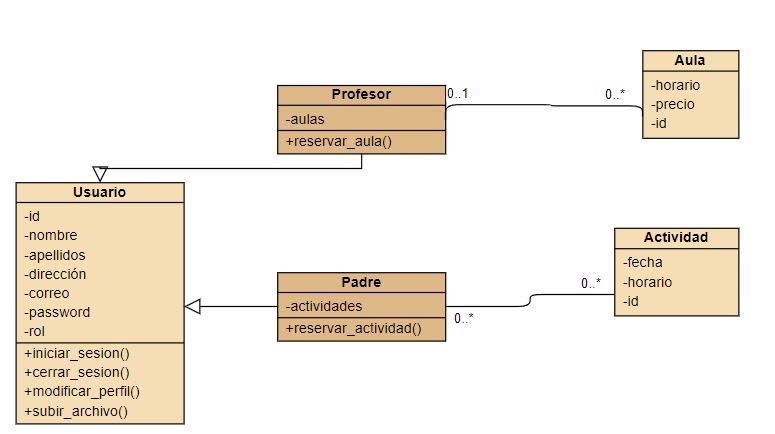 Aula
-horario
-precio
-id
0..*
0..1
Profesor
-aulas
+reservar_aula()
Usuario
-id
-nombre
-apellidos
-dirección
-correo
-password
-rol
+iniciar_sesion()
+cerrar_sesion()
+modificar_perfil()
+subir_archivo()
Padre
-actividades
+reservar_actividad()
0..*
0..*
Actividad
-fecha
-horario
-id